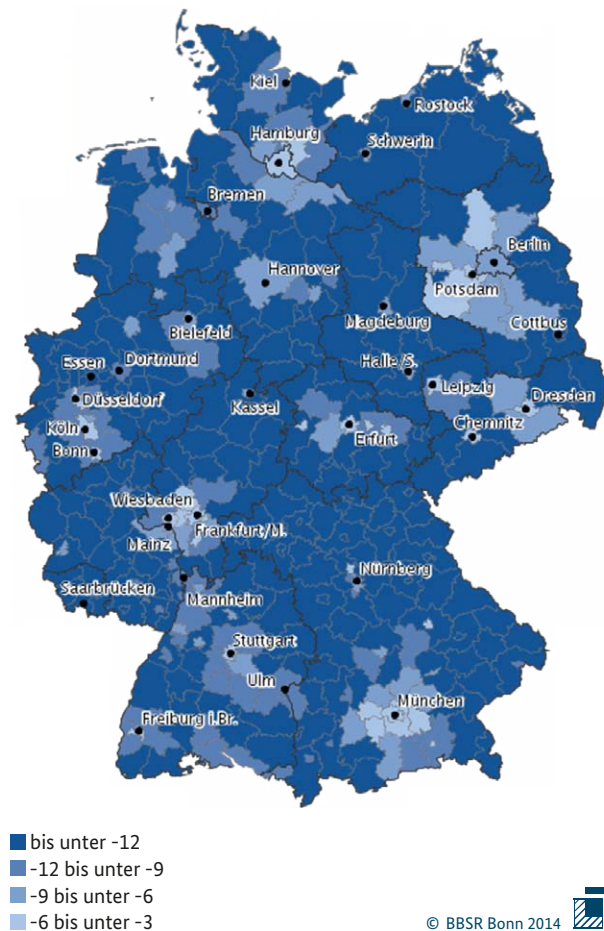 Kiel
Rostock
Hamburg
Schwerin
Bremen
Berlin
Hannover
Potsdam
Magdeburg
Bielefeld
Cottbus
Essen
Dortmund
Halle/S.
Leipzig
Düsseldorf
Kassel
Dresden
Köln
Chemnitz
Erfurt
Bonn
Wiesbaden
Frankfurt/M.
Mainz
Nürnberg
Saarbrücken
Mannheim
Stuttgart
Ulm
München
Freiburg i.Br.
bis unter -12
-12 bis unter -9
-9 bis unter -6
-6 bis unter -3
© BBSR Bonn 2014